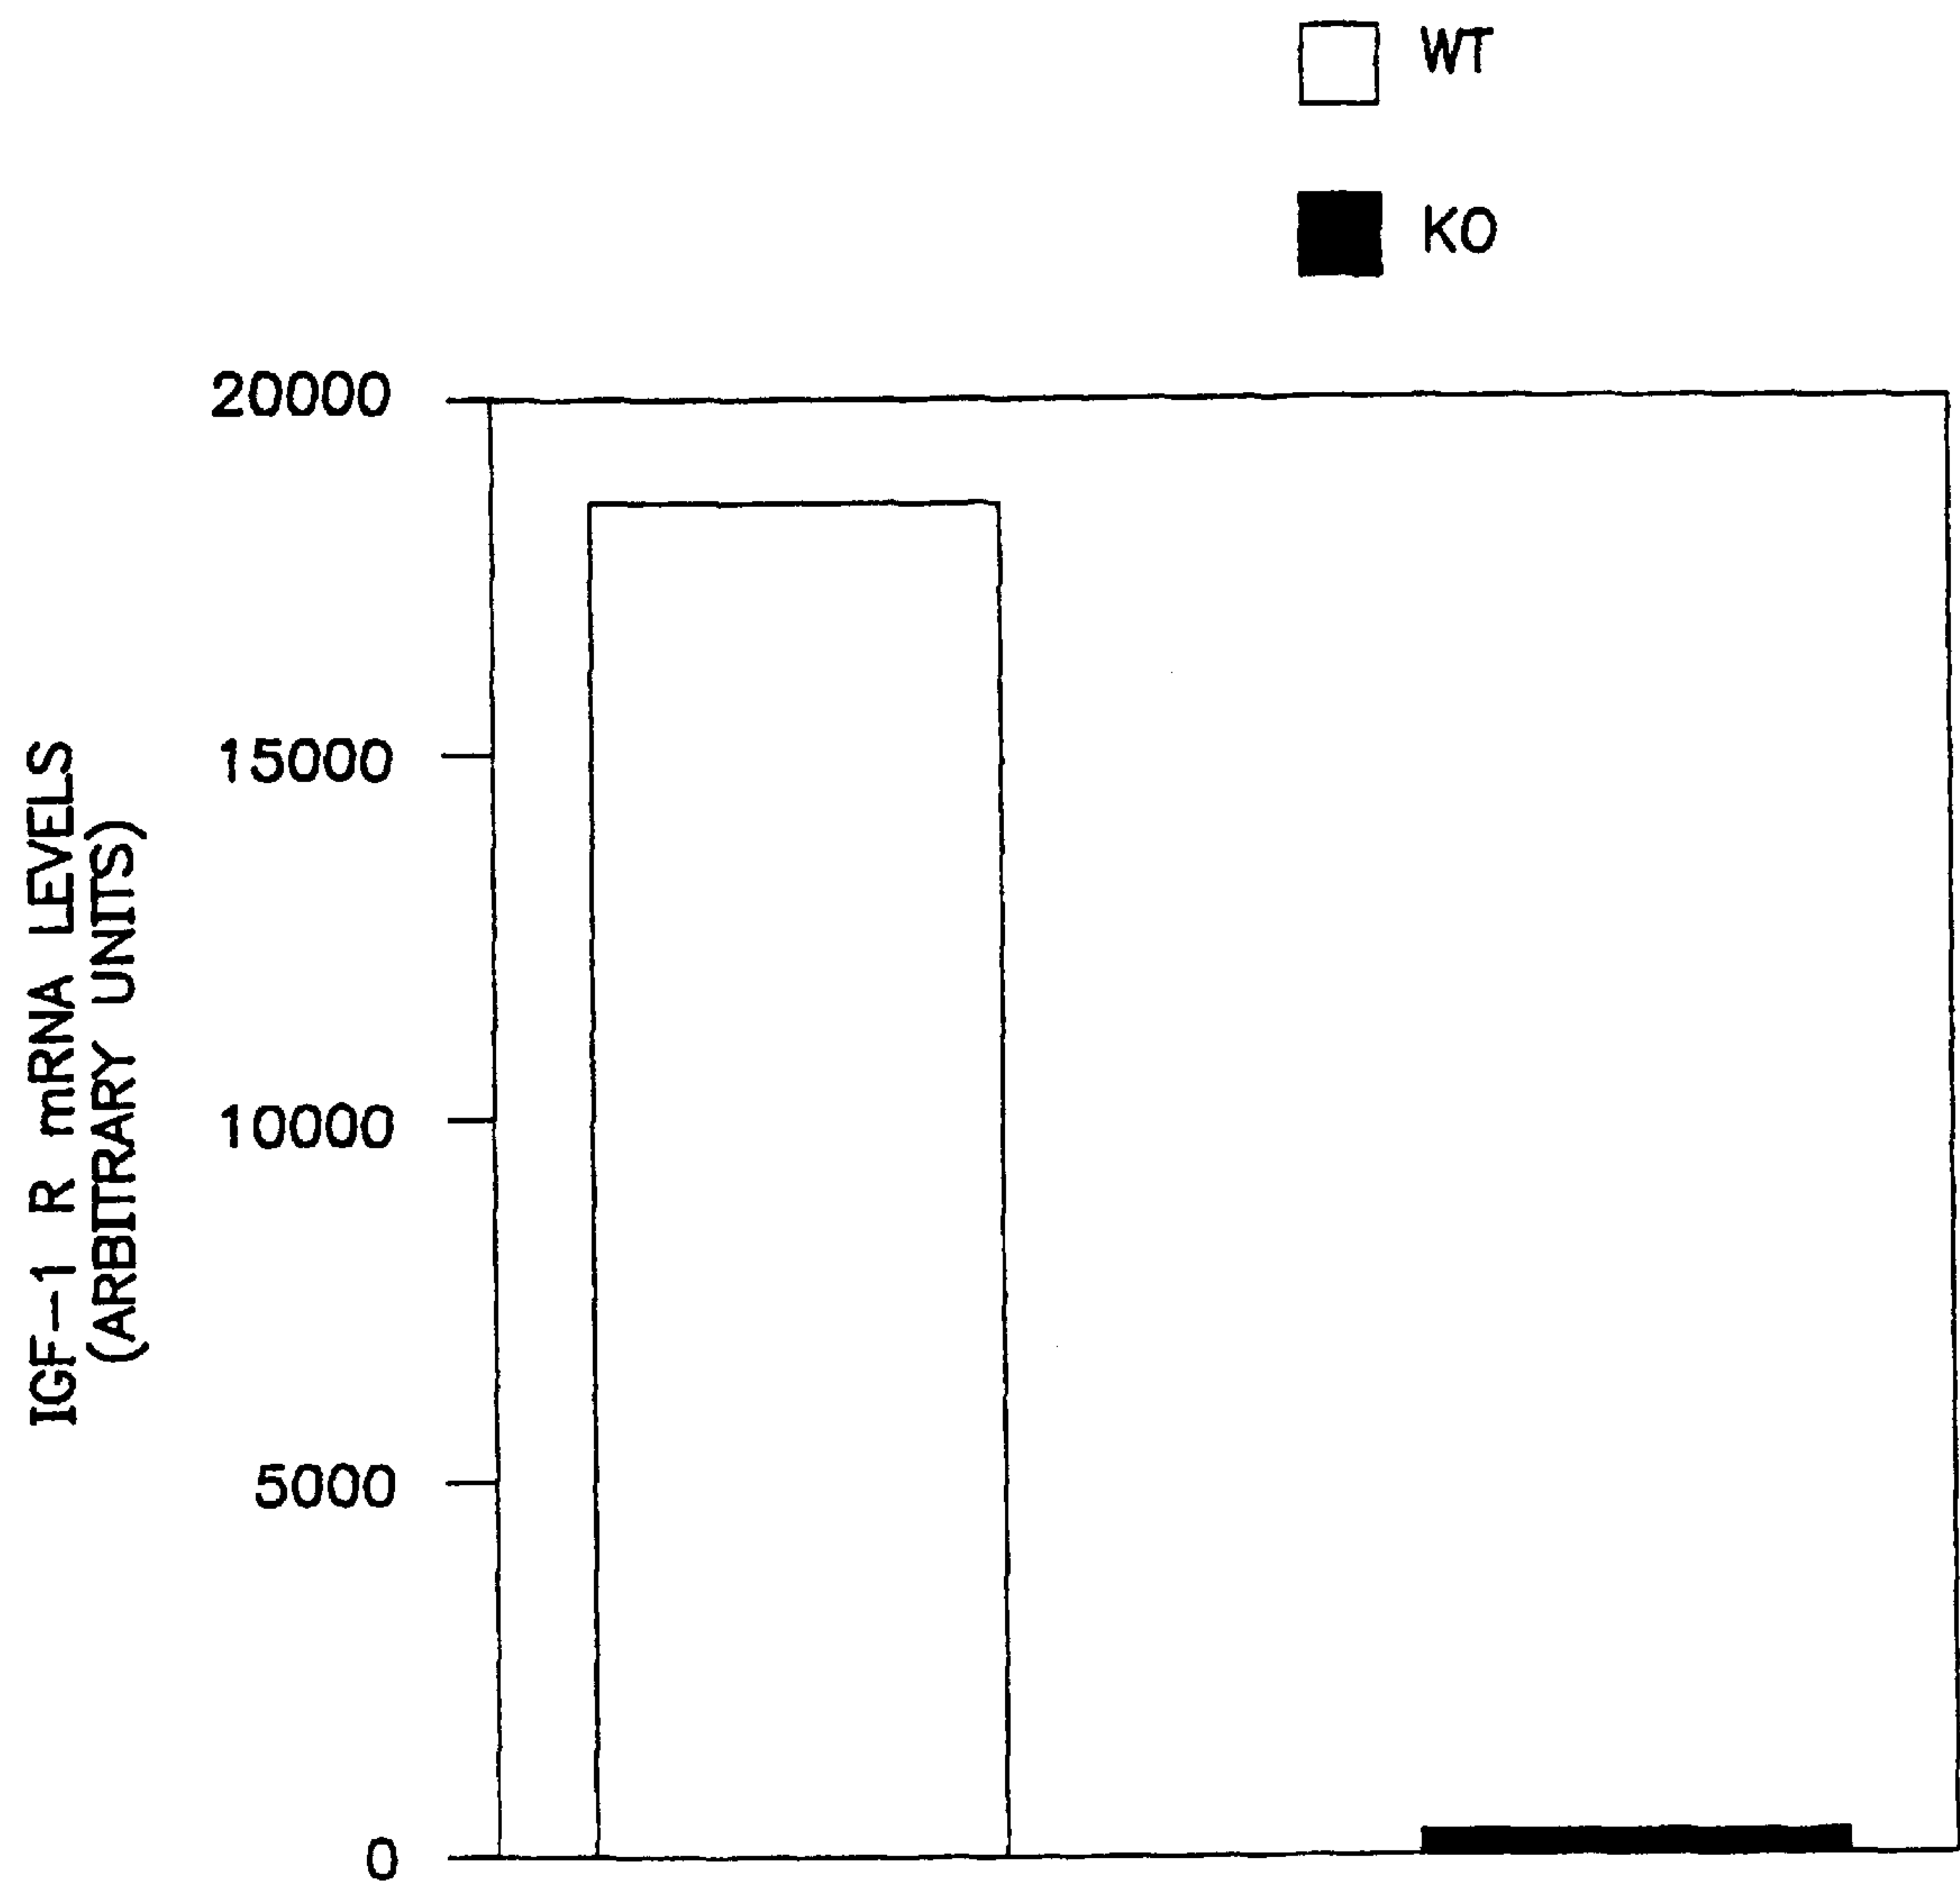 WT
KO
20000
15000
10000
5000
0
IGF-1 R mRNA LEVELS
(ARBITRARY UNITS)